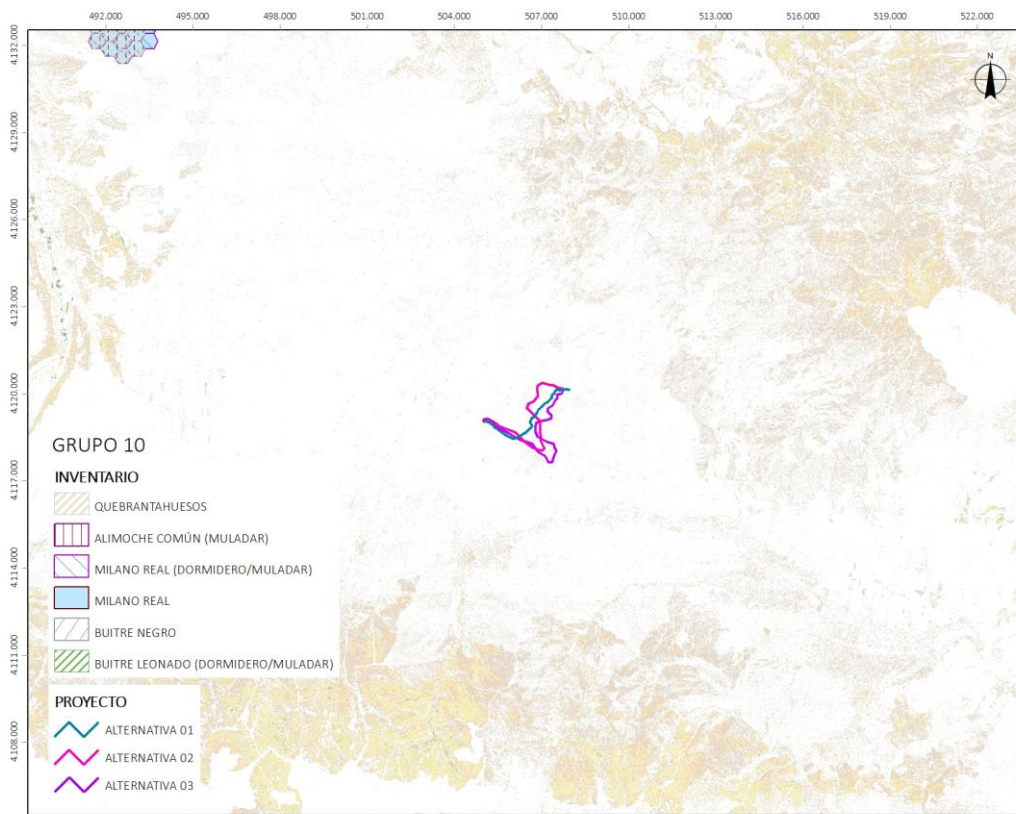 492.000 495.000 498.000 501.000 504.000 507.000 510.000 513.000 516.000 519.000 522.000
4.132.000
N
4.129.000
4.126.000
4.123.000
4.120.000
4.117.000
4.114.000
4.111.000
4.108.000
GRUPO 10
INVENTARIO
QUEBRANTAHUESOS
ALIMOCHE COMÚN (MULADAR)
MILANO REAL (DORMIDERO/MULADAR)
MILANO REAL
BUITRE NEGRO
BUITRE LEONADO (DORMIDERO/MULADAR)
PROYECTO
ALTERNATIVA 01
ALTERNATIVA 02
ALTERNATIVA 03